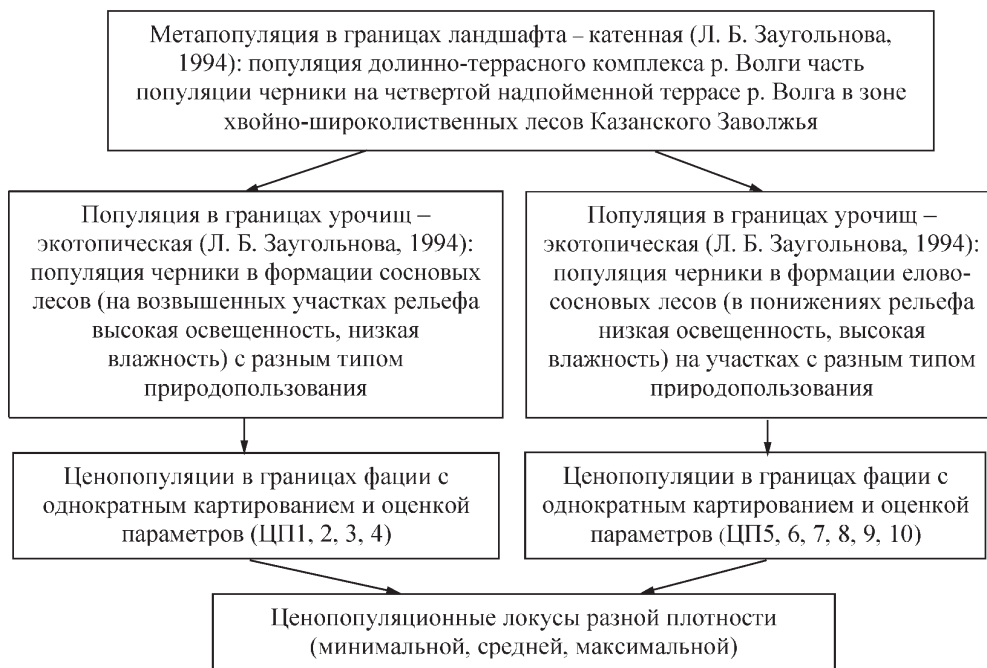 Метапопуляция в границах ландшафта – катенная (Л. Б. Заугольнова,
1994): популяция долинно-террасного комплекса р. Волги часть
популяции черники на четвертой надпойменной террасе р. Волга в зоне
хвойно-широколиственных лесов Казанского Заволжья
Популяция в границах урочищ –
экотопическая (Л. Б. Заугольнова, 1994):
популяция черники в формации сосновых
лесов (на возвышенных участках рельефа
высокая освещенность, низкая
влажность) с разным типом
природопользования
Популяция в границах урочищ –
экотопическая (Л. Б. Заугольнова, 1994):
популяция черники в формации елово-
сосновых лесов (в понижениях рельефа
низкая освещенность, высокая
влажность) на участках с разным типом
природопользования
Ценопопуляции в границах фации с
однократным картированием и оценкой
параметров (ЦП1, 2, 3, 4)
Ценопопуляции в границах фации с
однократным картированием и оценкой
параметров (ЦП5, 6, 7, 8, 9, 10)
Ценопопуляционные локусы разной плотности
(минимальной, средней, максимальной)